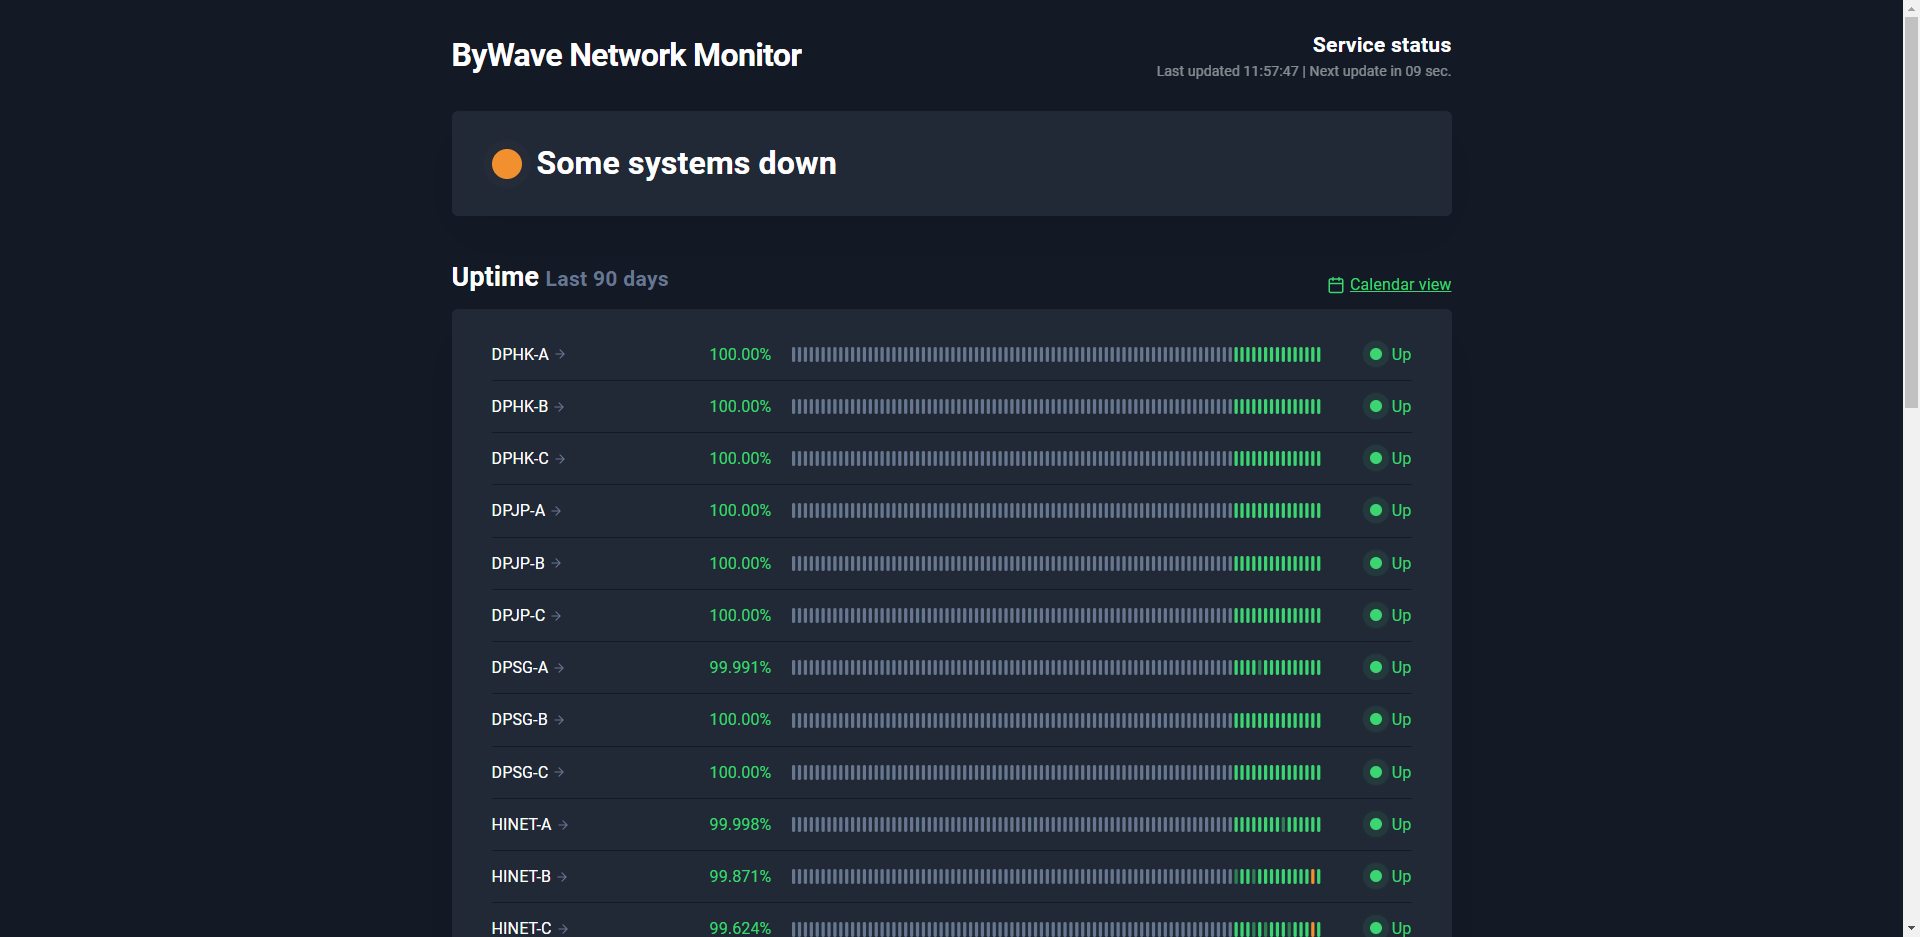 ByWave Network Monitor
Service status
Last updated 11:57:47 | Next update in 09 sec.
Some systems down
Uptime Last 90 days
Calendar view
DPHK-A 100.00% Up
DPHK-B 100.00% Up
DPHK-C 100.00% Up
DPJP-A 100.00% Up
DPJP-B 100.00% Up
DPJP-C 100.00% Up
DPSG-A 99.991% Up
DPSG-B 100.00% Up
DPSG-C 100.00% Up
HINET-A 99.998% Up
HINET-B 99.871% Up
HINET-C 99.624% Up